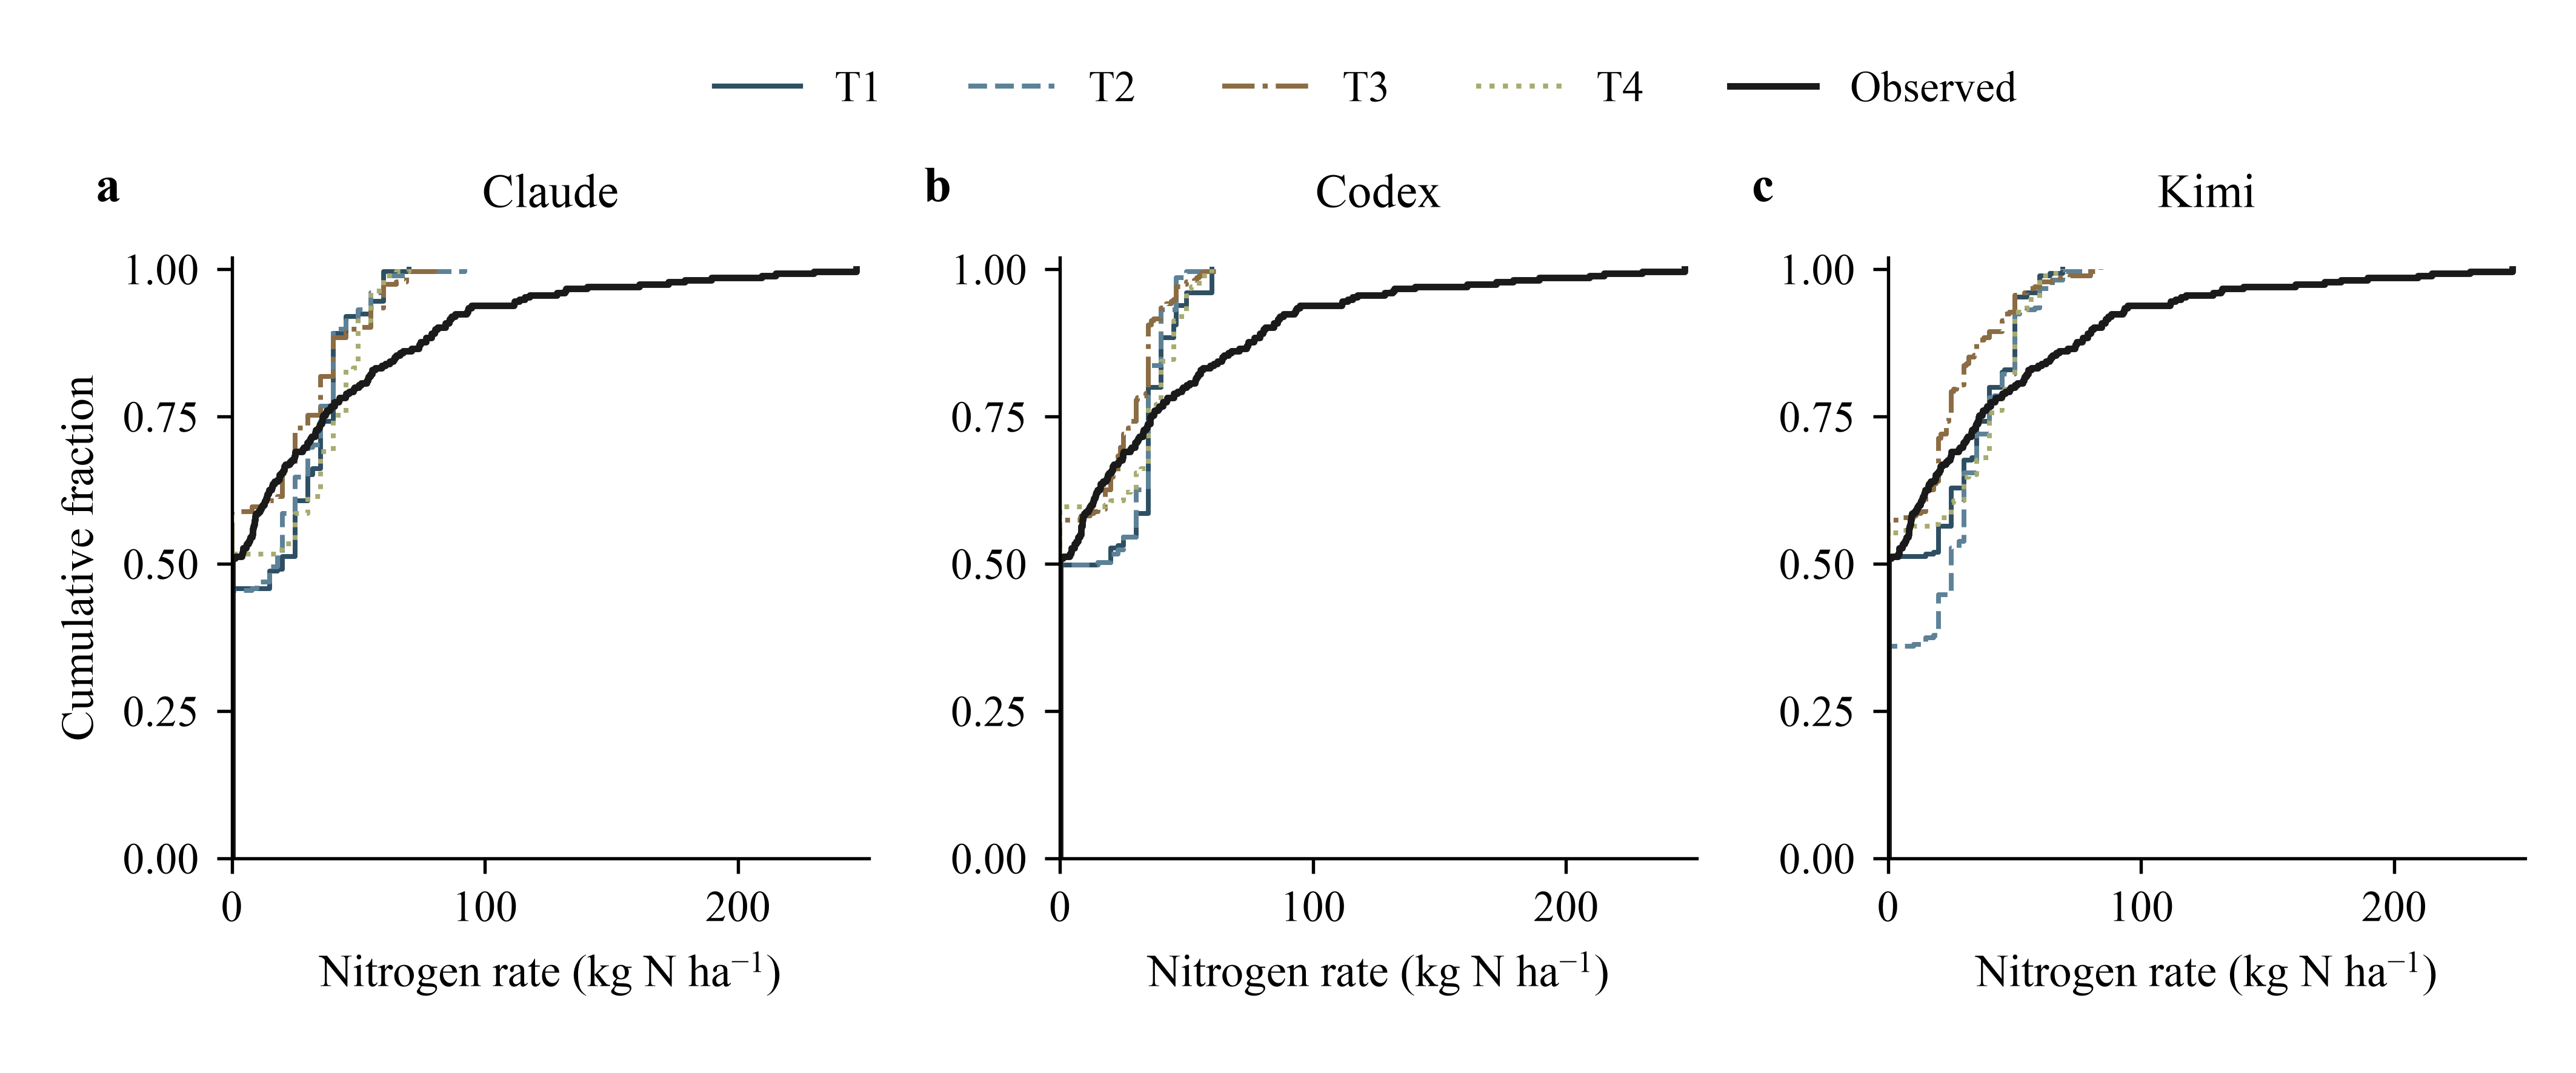 T1 T2 T3 T4 Observed
a Claude
b Codex
c Kimi
Cumulative fraction
1.00
0.75
0.50
0.25
0.00
0 100 200
Nitrogen rate (kg N ha⁻¹)
1.00
0.75
0.50
0.25
0.00
0 100 200
Nitrogen rate (kg N ha⁻¹)
1.00
0.75
0.50
0.25
0.00
0 100 200
Nitrogen rate (kg N ha⁻¹)